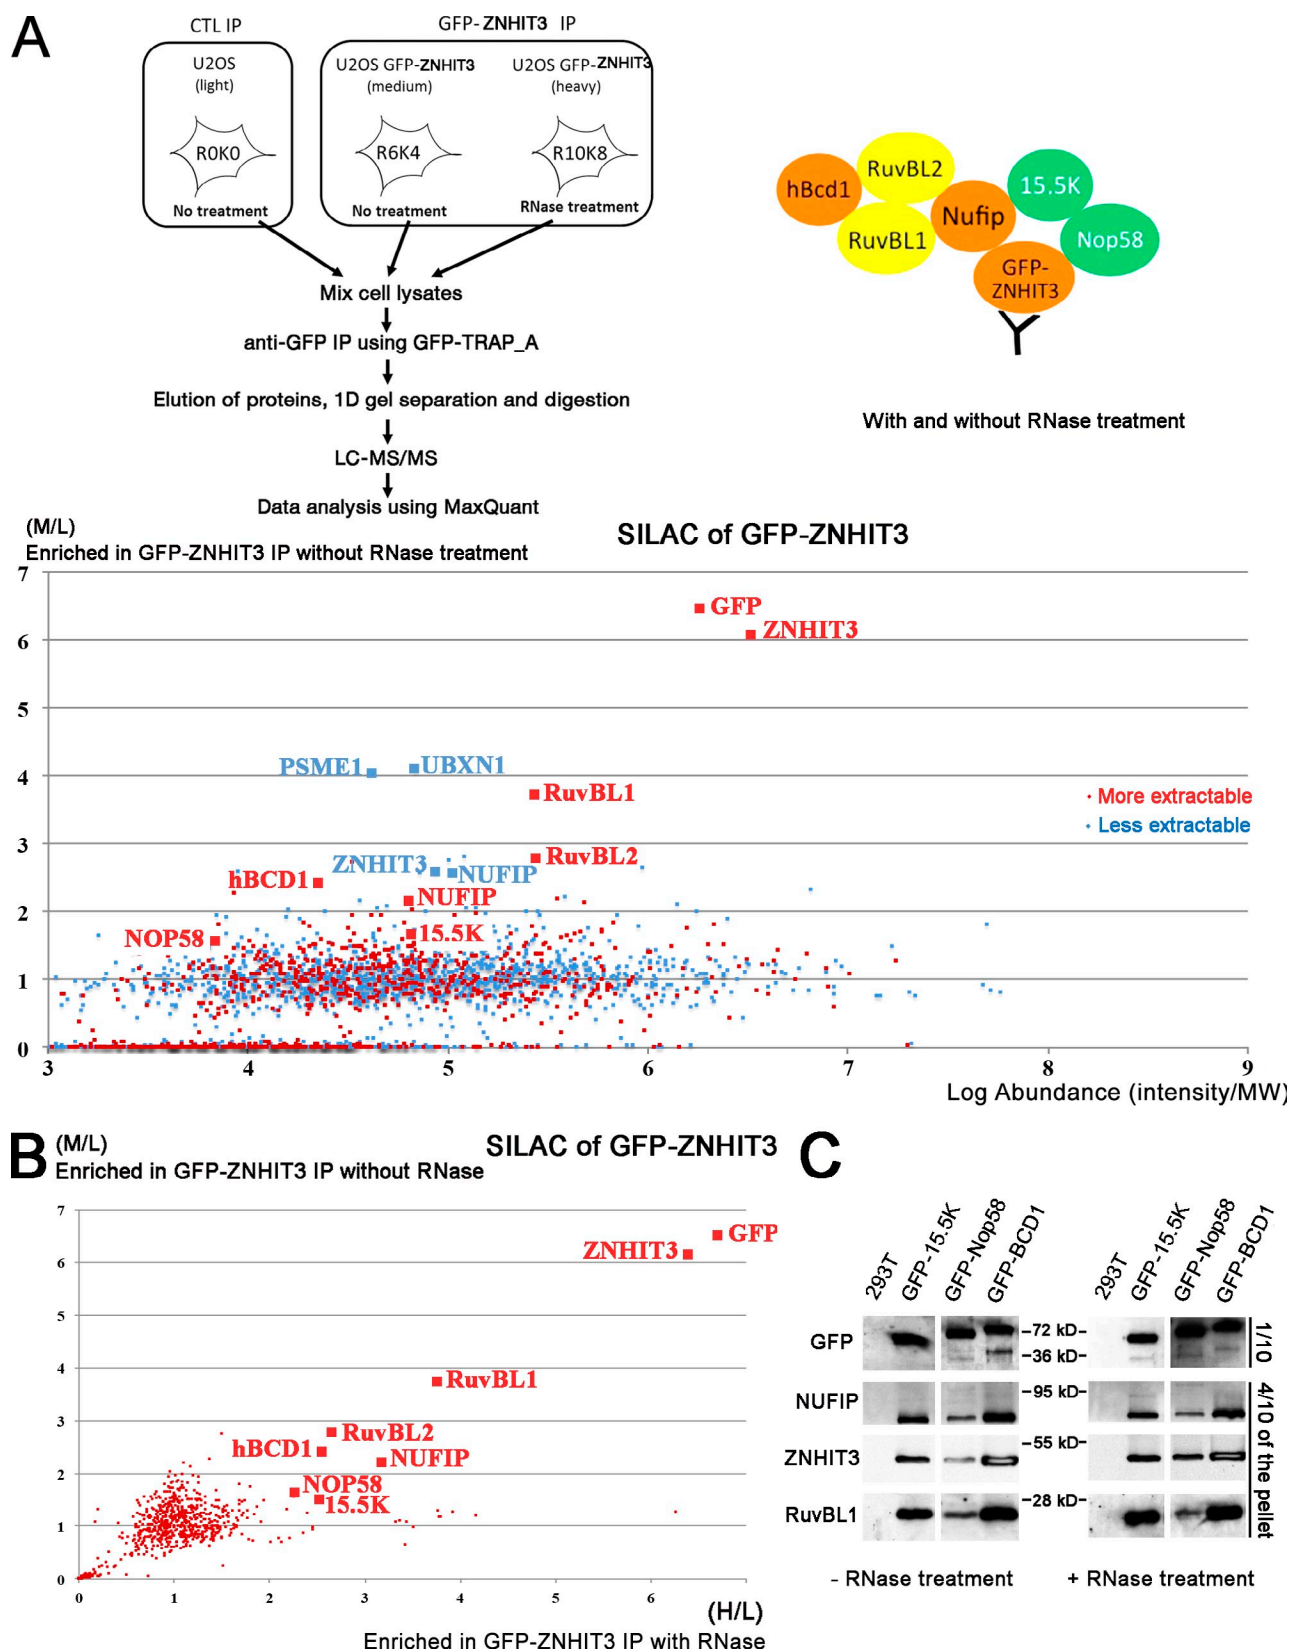 A
CTL IP
GFP-ZNHIT3 IP
U2OS
(light)
U2OS GFP-ZNHIT3
(medium)
U2OS GFP-ZNHIT3
(heavy)
R0K0
R6K4
R10K8
No treatment
No treatment
RNase treatment
Mix cell lysates
anti-GFP IP using GFP-TRAP_A
Elution of proteins, 1D gel separation and digestion
LC-MS/MS
Data analysis using MaxQuant
hBcd1
RuvBL2
RuvBL1
Nufip
15.5K
Nop58
GFP-
ZNHIT3
With and without RNase treatment
(M/L)
Enriched in GFP-ZNHIT3 IP without RNase treatment
SILAC of GFP-ZNHIT3
7
6
5
4
3
2
1
0
GFP
ZNHIT3
PSME1
UBXN1
RuvBL1
More extractable
Less extractable
RuvBL2
ZNHIT3
NUFIP
hBCD1
NUFIP
NOP58
15.5K
3
4
5
6
7
8
9
Log Abundance (intensity/MW)
B
(M/L)
Enriched in GFP-ZNHIT3 IP without RNase
SILAC of GFP-ZNHIT3
7
6
5
4
3
2
1
0
GFP
ZNHIT3
RuvBL1
RuvBL2
hBCD1
NUFIP
NOP58
15.5K
0
1
2
3
4
5
6
(H/L)
Enriched in GFP-ZNHIT3 IP with RNase
C
293T
GFP-15.5K
GFP-Nop58
GFP-BCD1
293T
GFP-15.5K
GFP-Nop58
GFP-BCD1
GFP
-72 kD-
-36 kD-
1/10
NUFIP
-95 kD-
ZNHIT3
-55 kD-
RuvBL1
-28 kD-
4/10 of the pellet
- RNase treatment
+ RNase treatment